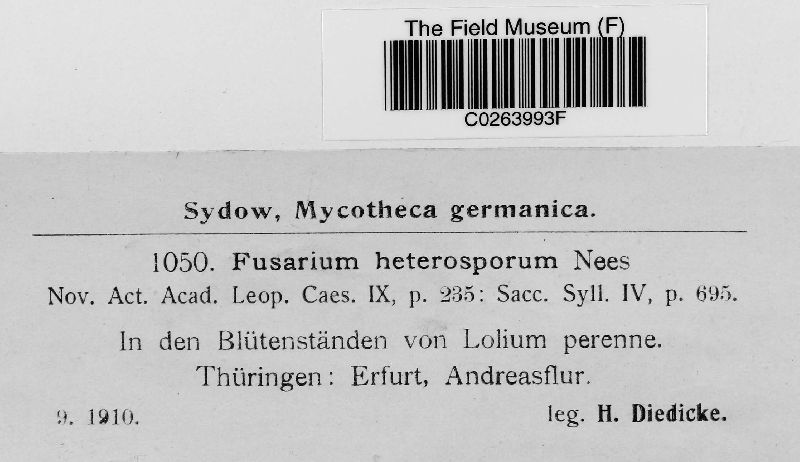 The Field Museum (F)
C0263993F
Sydow, Mycotheca germanica.
1050. Fusarium heterosporum Nees
Nov. Act. Acad. Leop. Caes. IX, p. 235: Sacc. Syll. IV, p. 695.
In den Blütenständen von Lolium perenne.
Thüringen: Erfurt, Andreasflur.
9. 1910. leg. H. Diedicke.